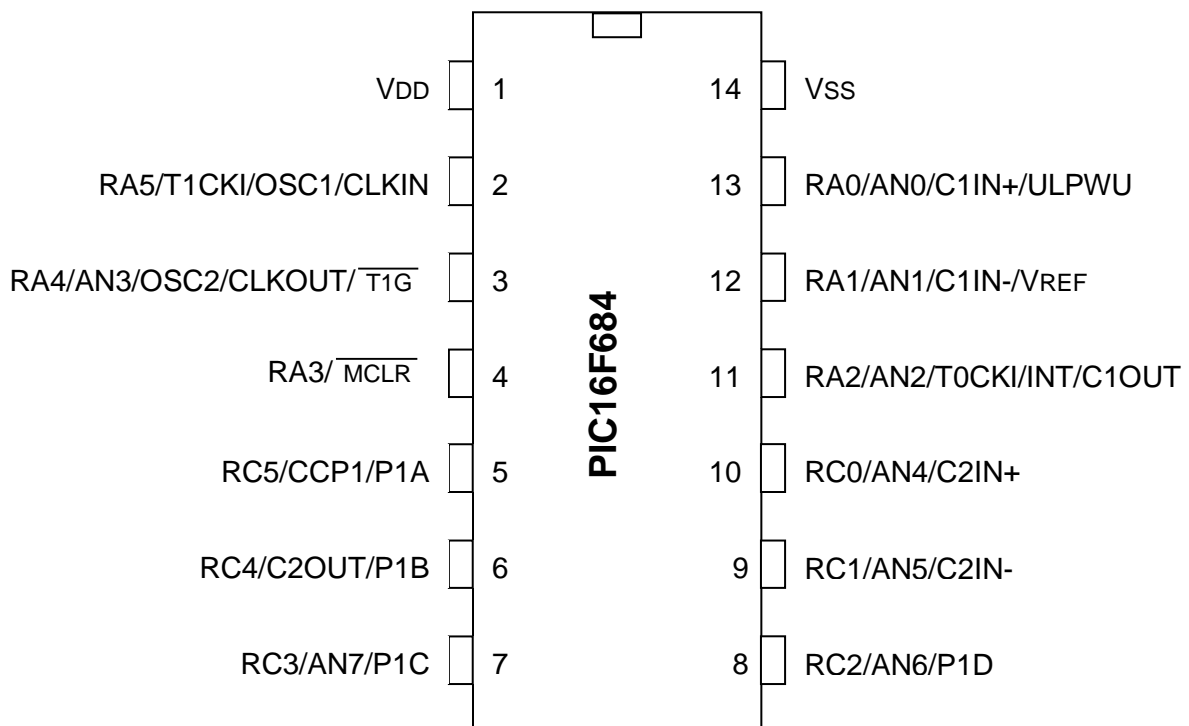 VDD 1 14 VSS
RA5/T1CKI/OSC1/CLKIN 2 13 RA0/AN0/C1IN+/ULPWU
RA4/AN3/OSC2/CLKOUT/ T1G 3 12 RA1/AN1/C1IN-/VREF
RA3/ MCLR 4 11 RA2/AN2/T0CKI/INT/C1OUT
RC5/CCP1/P1A 5 10 RC0/AN4/C2IN+
RC4/C2OUT/P1B 6 9 RC1/AN5/C2IN-
RC3/AN7/P1C 7 8 RC2/AN6/P1D
PIC16F684